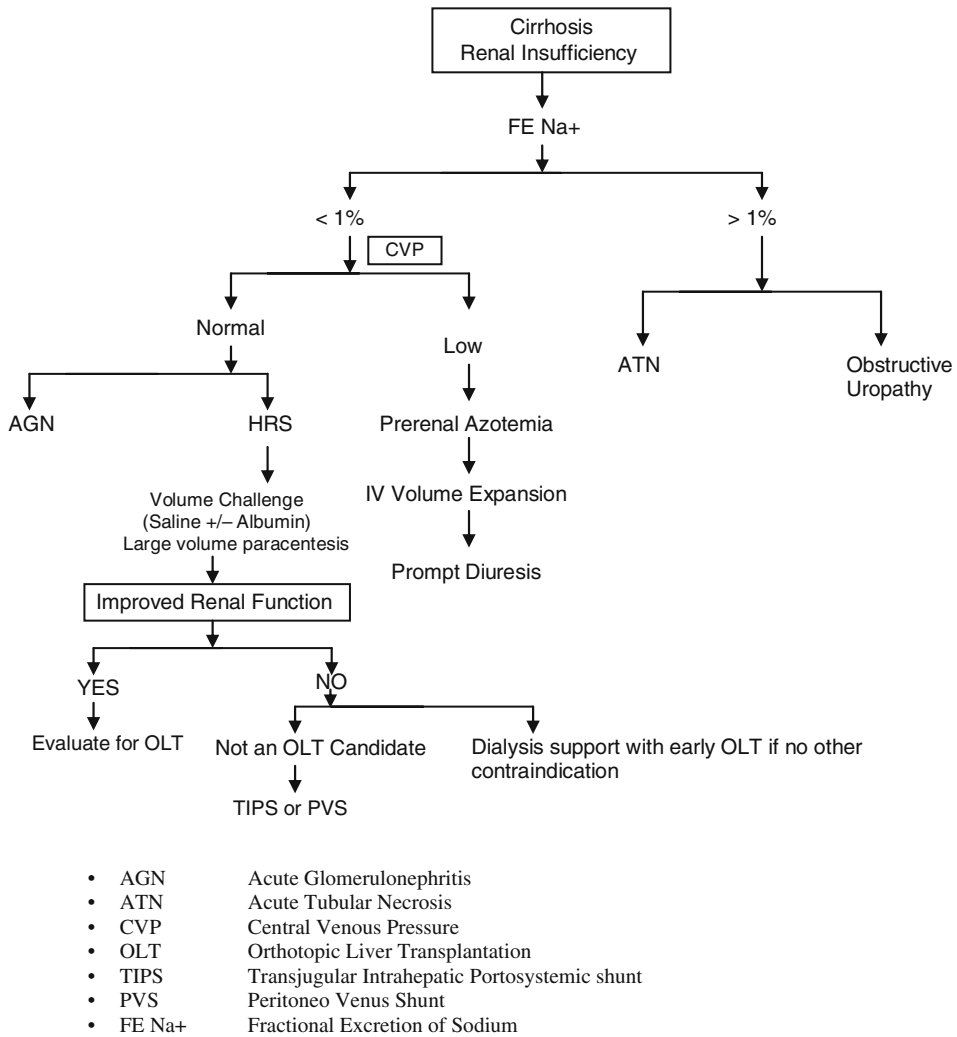 Cirrhosis
Renal Insufficiency
FE Na+
< 1%
> 1%
CVP
Normal
Low
ATN
Obstructive
Uropathy
AGN
HRS
Prerenal Azotemia
Volume Challenge
(Saline +/– Albumin)
Large volume paracentesis
IV Volume Expansion
Prompt Diuresis
Improved Renal Function
YES
NO
Evaluate for OLT
Not an OLT Candidate
Dialysis support with early OLT if no other
contraindication
TIPS or PVS
• AGN Acute Glomerulonephritis
• ATN Acute Tubular Necrosis
• CVP Central Venous Pressure
• OLT Orthotopic Liver Transplantation
• TIPS Transjugular Intrahepatic Portosystemic shunt
• PVS Peritoneo Venus Shunt
• FE Na+ Fractional Excretion of Sodium